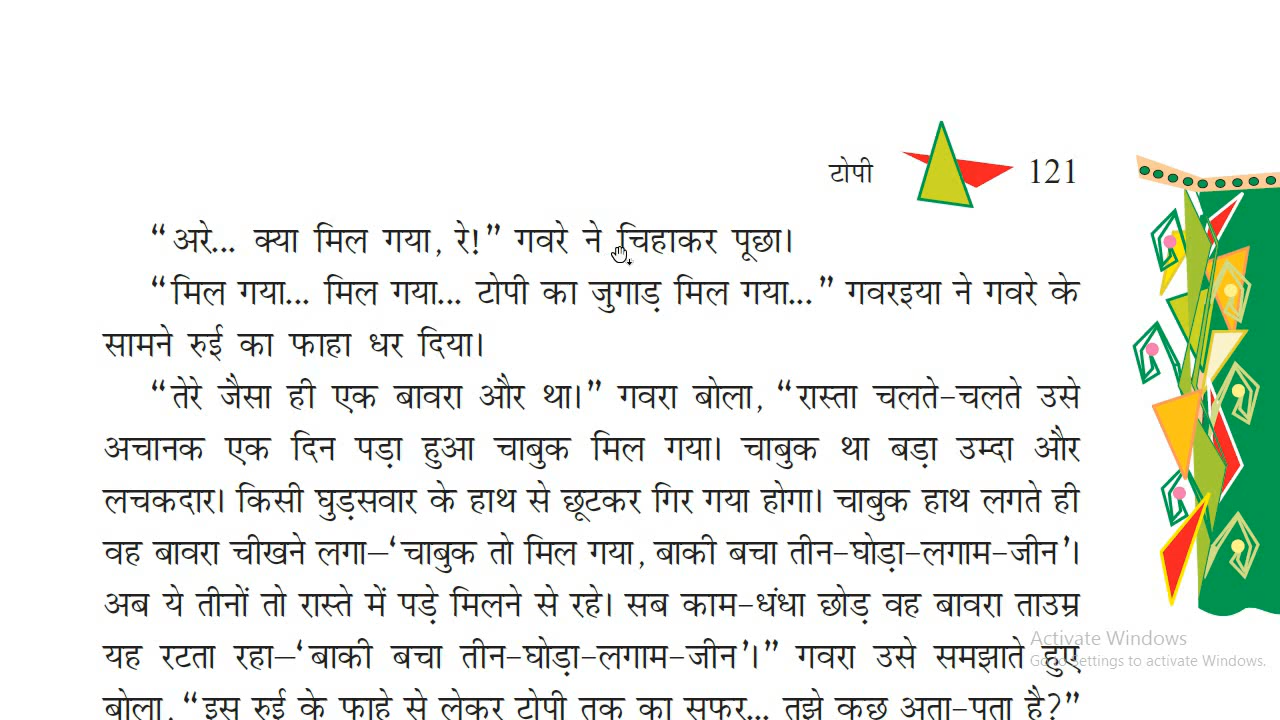 टोपी 121
“अरे... क्या मिल गया, रे!” गवरे ने चिहाकर पूछा।
“मिल गया... मिल गया... टोपी का जुगाड़ मिल गया...” गवरइया ने गवरे के
सामने रुई का फाहा धर दिया।
“तेरे जैसा ही एक बावरा और था।” गवरा बोला, “रास्ता चलते-चलते उसे
अचानक एक दिन पड़ा हुआ चाबुक मिल गया। चाबुक था बड़ा उम्दा और
लचकदार। किसी घुड़सवार के हाथ से छूटकर गिर गया होगा। चाबुक हाथ लगते ही
वह बावरा चीखने लगा—‘चाबुक तो मिल गया, बाकी बचा तीन-घोड़ा-लगाम-जीन’।
अब ये तीनों तो रास्ते में पड़े मिलने से रहे। सब काम-धंधा छोड़ वह बावरा ताउम्र
यह रटता रहा—‘बाकी बचा तीन-घोड़ा-लगाम-जीन’।” गवरा उसे समझाते हुए
बोला, “इस रुई के फाहे से लेकर टोपी तक का सफर... तुझे कुछ अता-पता है?”
Activate Windows
Go to Settings to activate Windows.